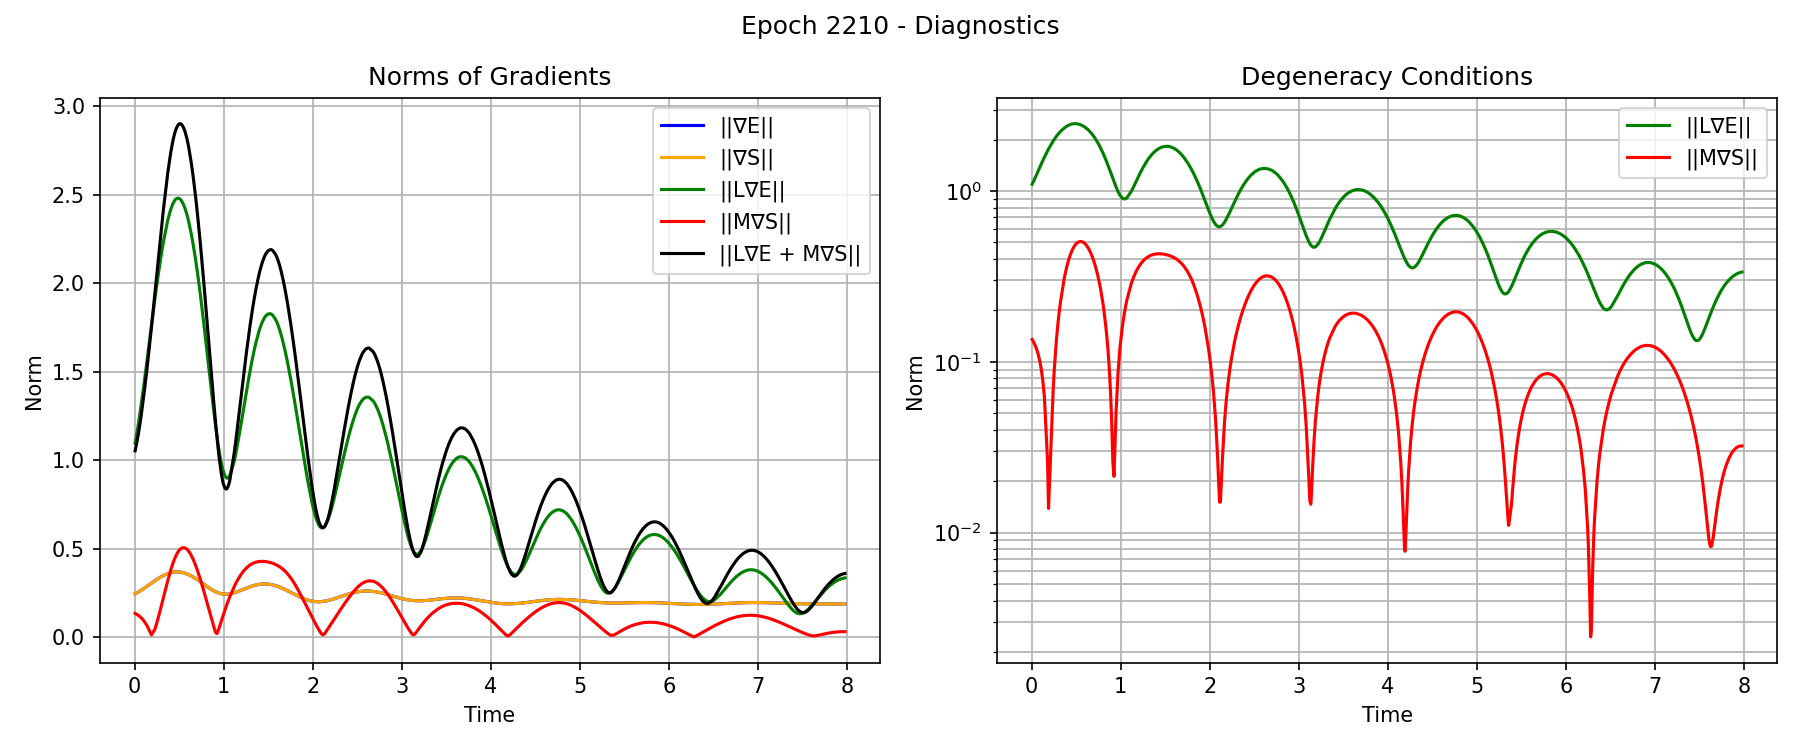 Epoch 2210 - Diagnostics
Norms of Gradients
3.0
2.5
2.0
1.5
1.0
0.5
0.0
Norm
0 1 2 3 4 5 6 7 8
Time
||∇E||
||∇S||
||L∇E||
||M∇S||
||L∇E + M∇S||
Degeneracy Conditions
10⁰
10⁻¹
10⁻²
Norm
0 1 2 3 4 5 6 7 8
Time
||L∇E||
||M∇S||